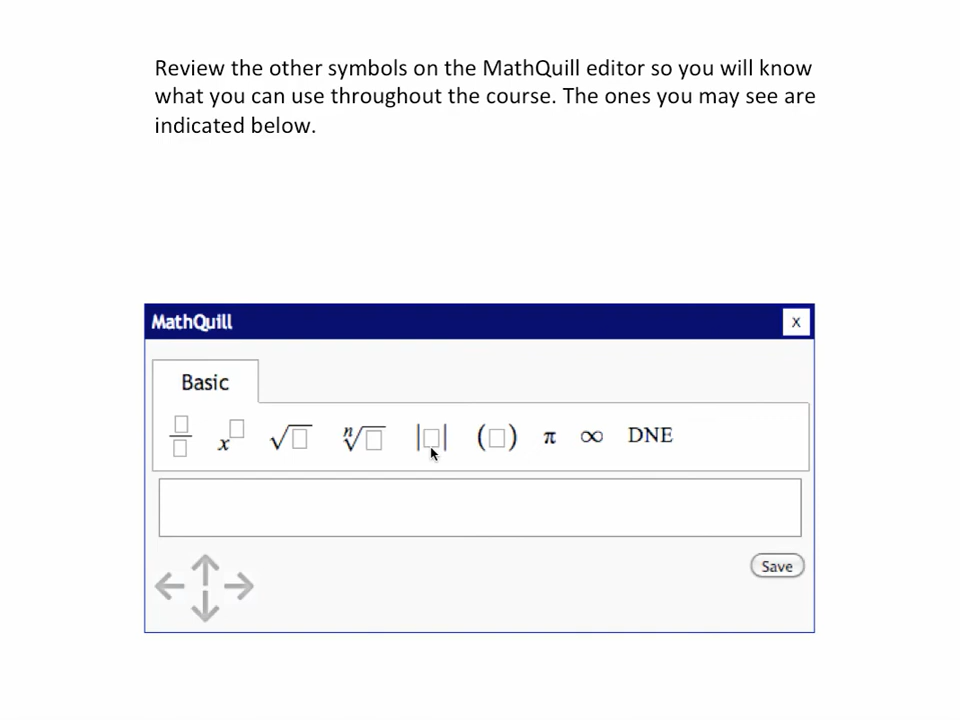 Review the other symbols on the MathQuill editor so you will know
what you can use throughout the course. The ones you may see are
indicated below.
MathQuill X
Basic
□/□ x^□ √□ ⁿ√□ |□| (□) π ∞ DNE
Save